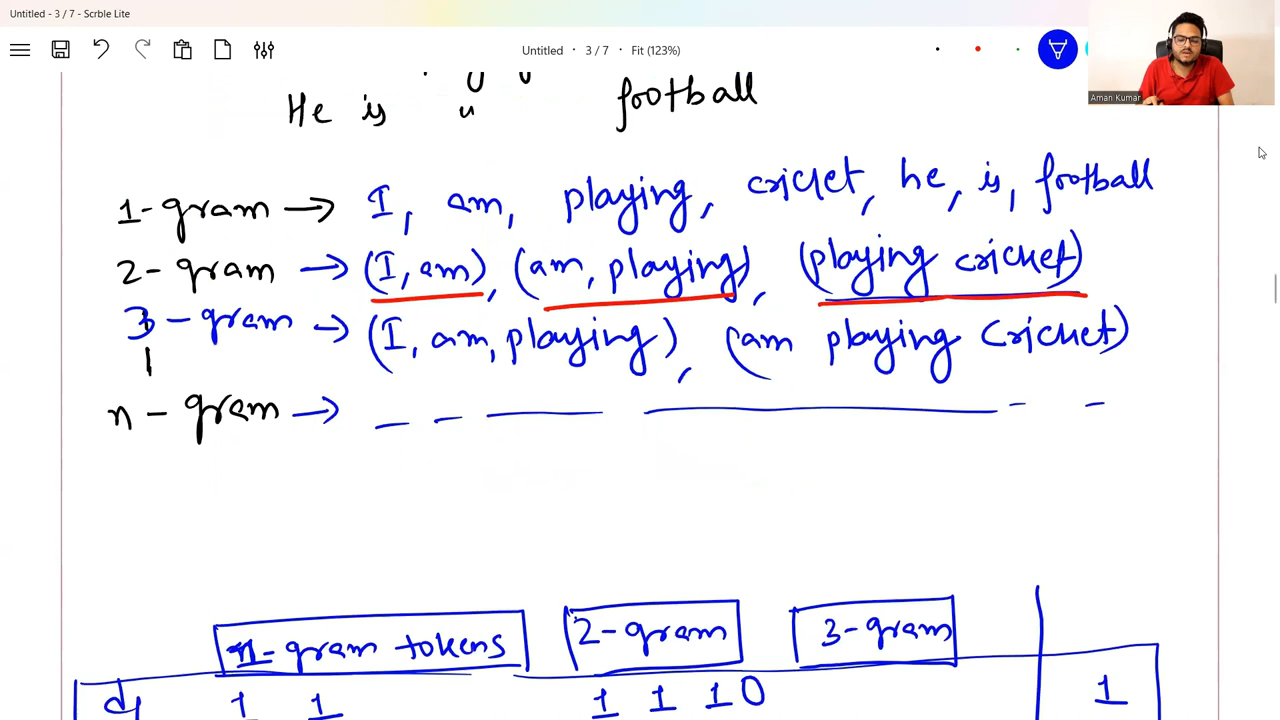 Untitled - 3 / 7 - Scrble Lite
Untitled • 3 / 7 • Fit (123%)
Aman Kumar
He is football
1-gram → I, am, playing, cricket, he, is, football
2-gram → (I, am), (am, playing), (playing cricket)
3-gram → (I, am, playing), (am playing Cricket)
n-gram →
n-gram tokens 2-gram 3-gram
d1 1 1 1 1 1 0 1